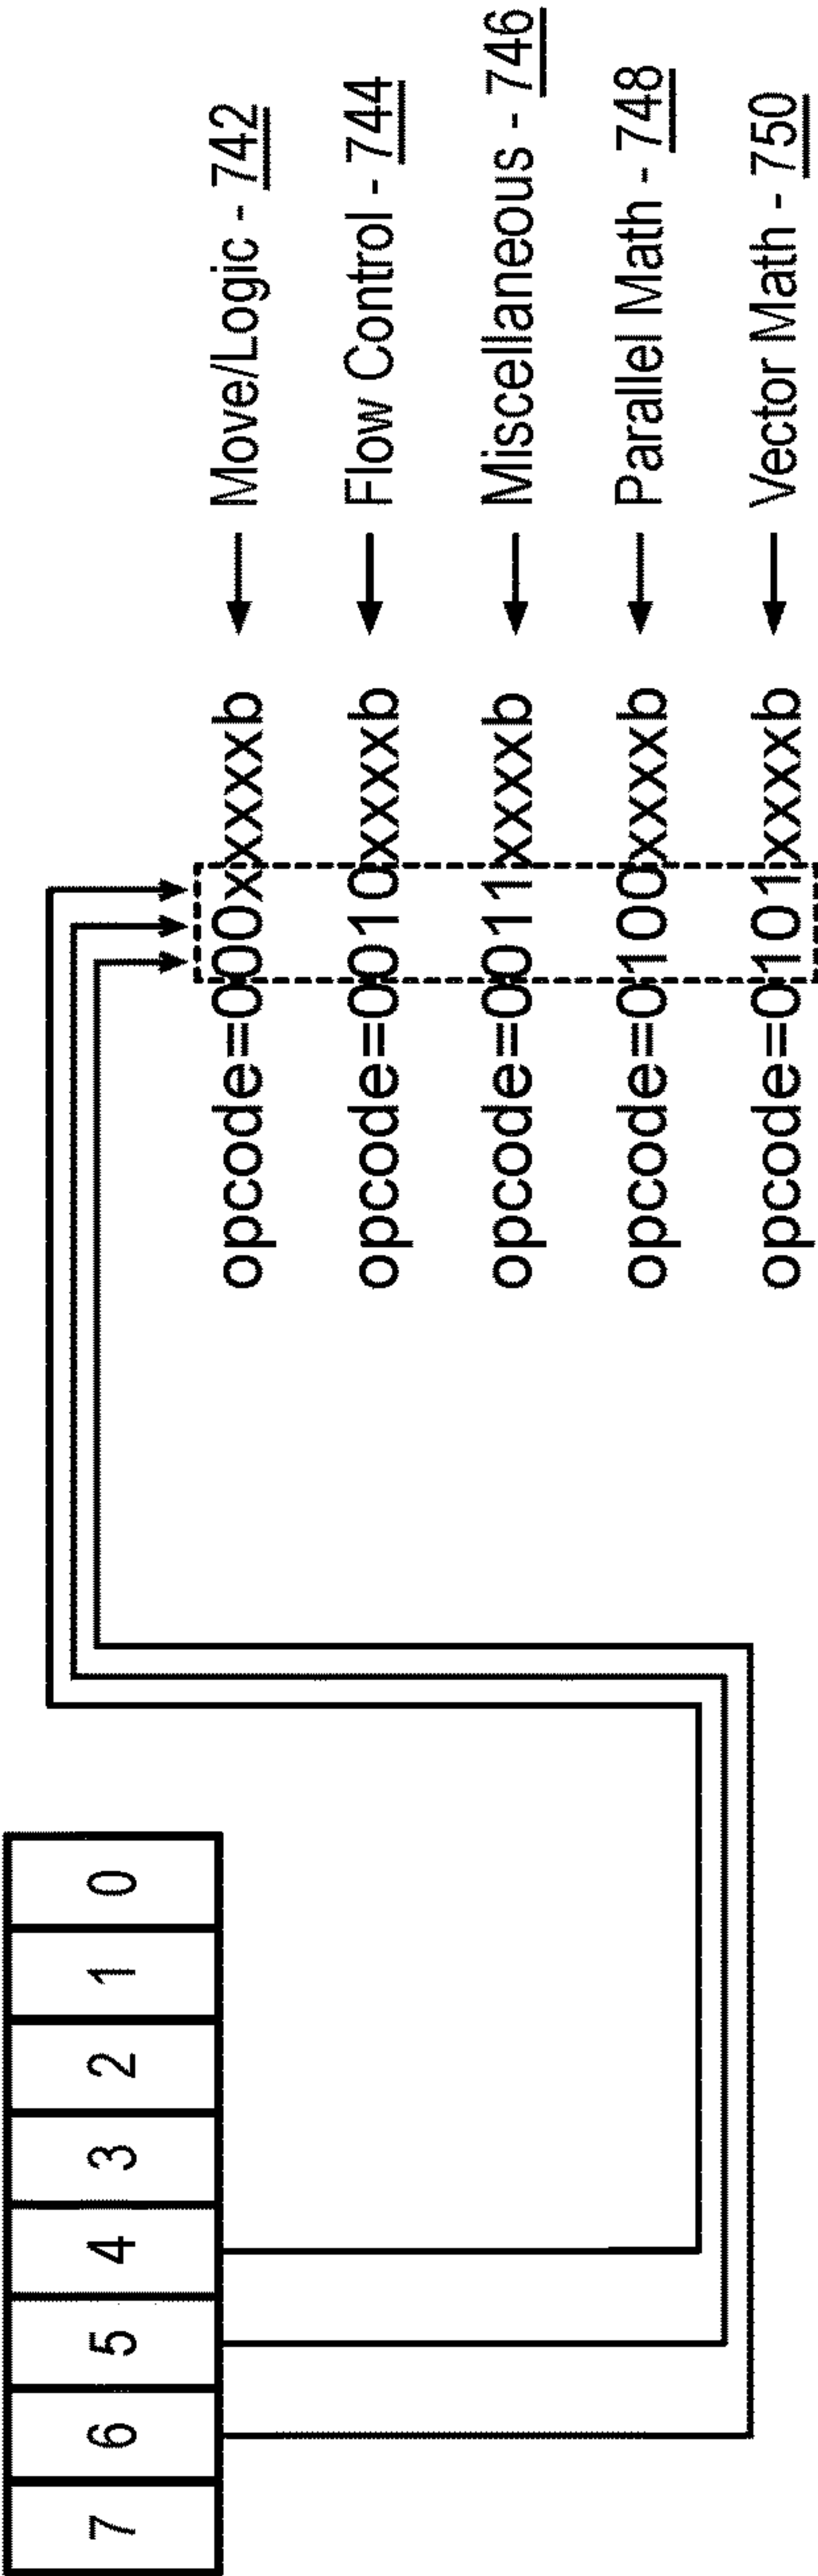 7 6 5 4 3 2 1 0
opcode=000xxxxxb Move/Logic - 742
opcode=0010xxxxb Flow Control - 744
opcode=0011xxxxb Miscellaneous - 746
opcode=0100xxxxb Parallel Math - 748
opcode=0101xxxxb Vector Math - 750